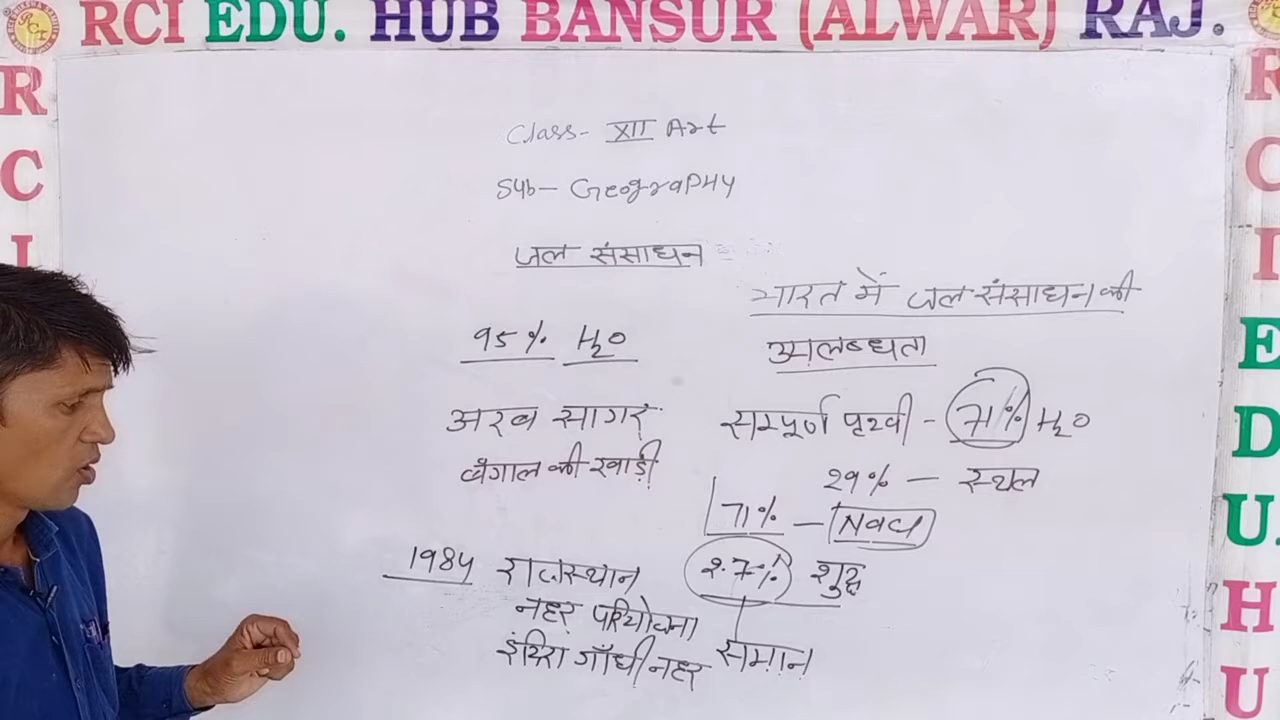 RCI EDU. HUB BANSUR (ALWAR) RAJ.
R
C
I
R
C
I
E
D
U.
H
U
Class- XII Art
Sub- GeograPHy
जल संसाधन
95% H2O
अरब सागर
बंगाल की खाड़ी
1984 राजस्थान
नहर परियोजना
इंदिरा गाँधी नहर
भारत में जल संसाधन की
उपलब्धता
सम्पूर्ण पृथ्वी - 71% H2O
29% - स्थल
71% - Nacl
2.7% शुद्ध
समान